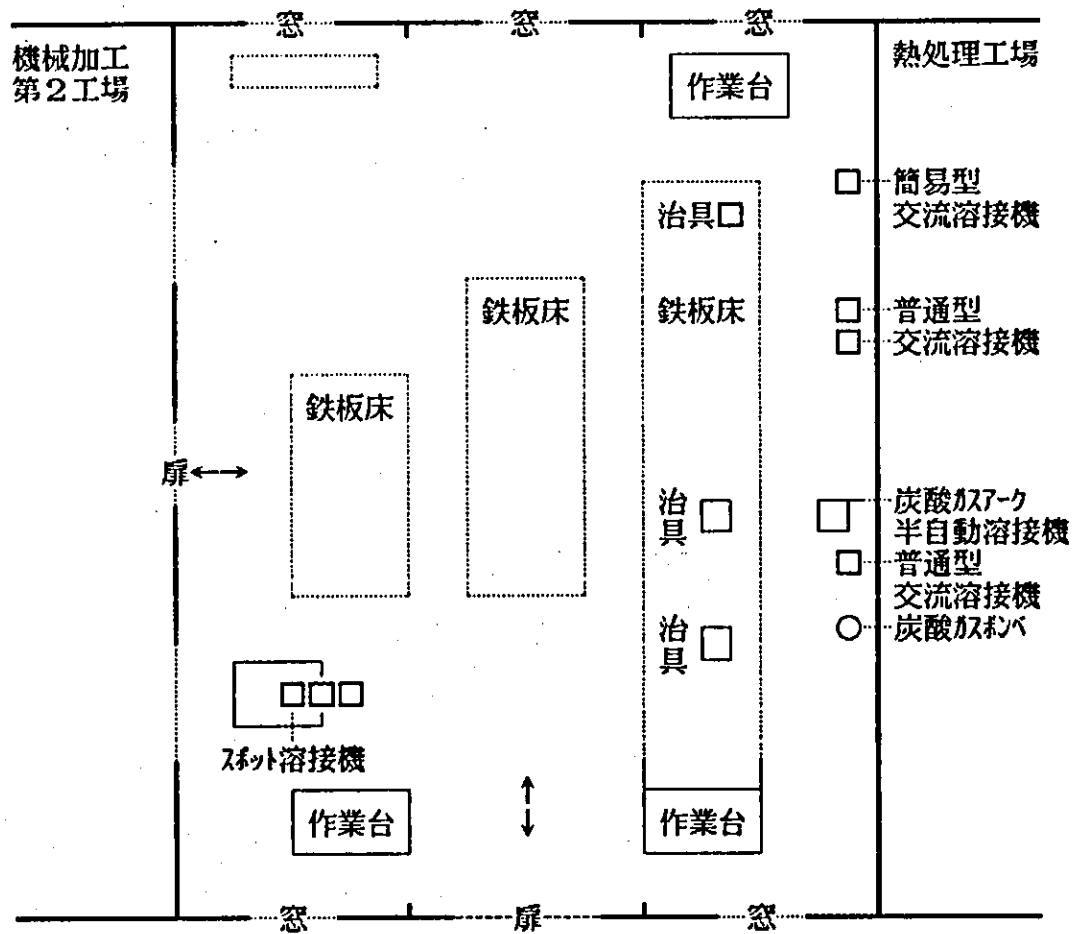 窓
窓
窓
機械加工
第2工場
熱処理工場
作業台
簡易型
交流溶接機
治具
鉄板床
鉄板床
普通型
交流溶接機
鉄板床
扉
治
具
炭酸ガスアーク
半自動溶接機
普通型
交流溶接機
炭酸ガスボンベ
治
具
スポット溶接機
作業台
作業台
窓
扉
窓